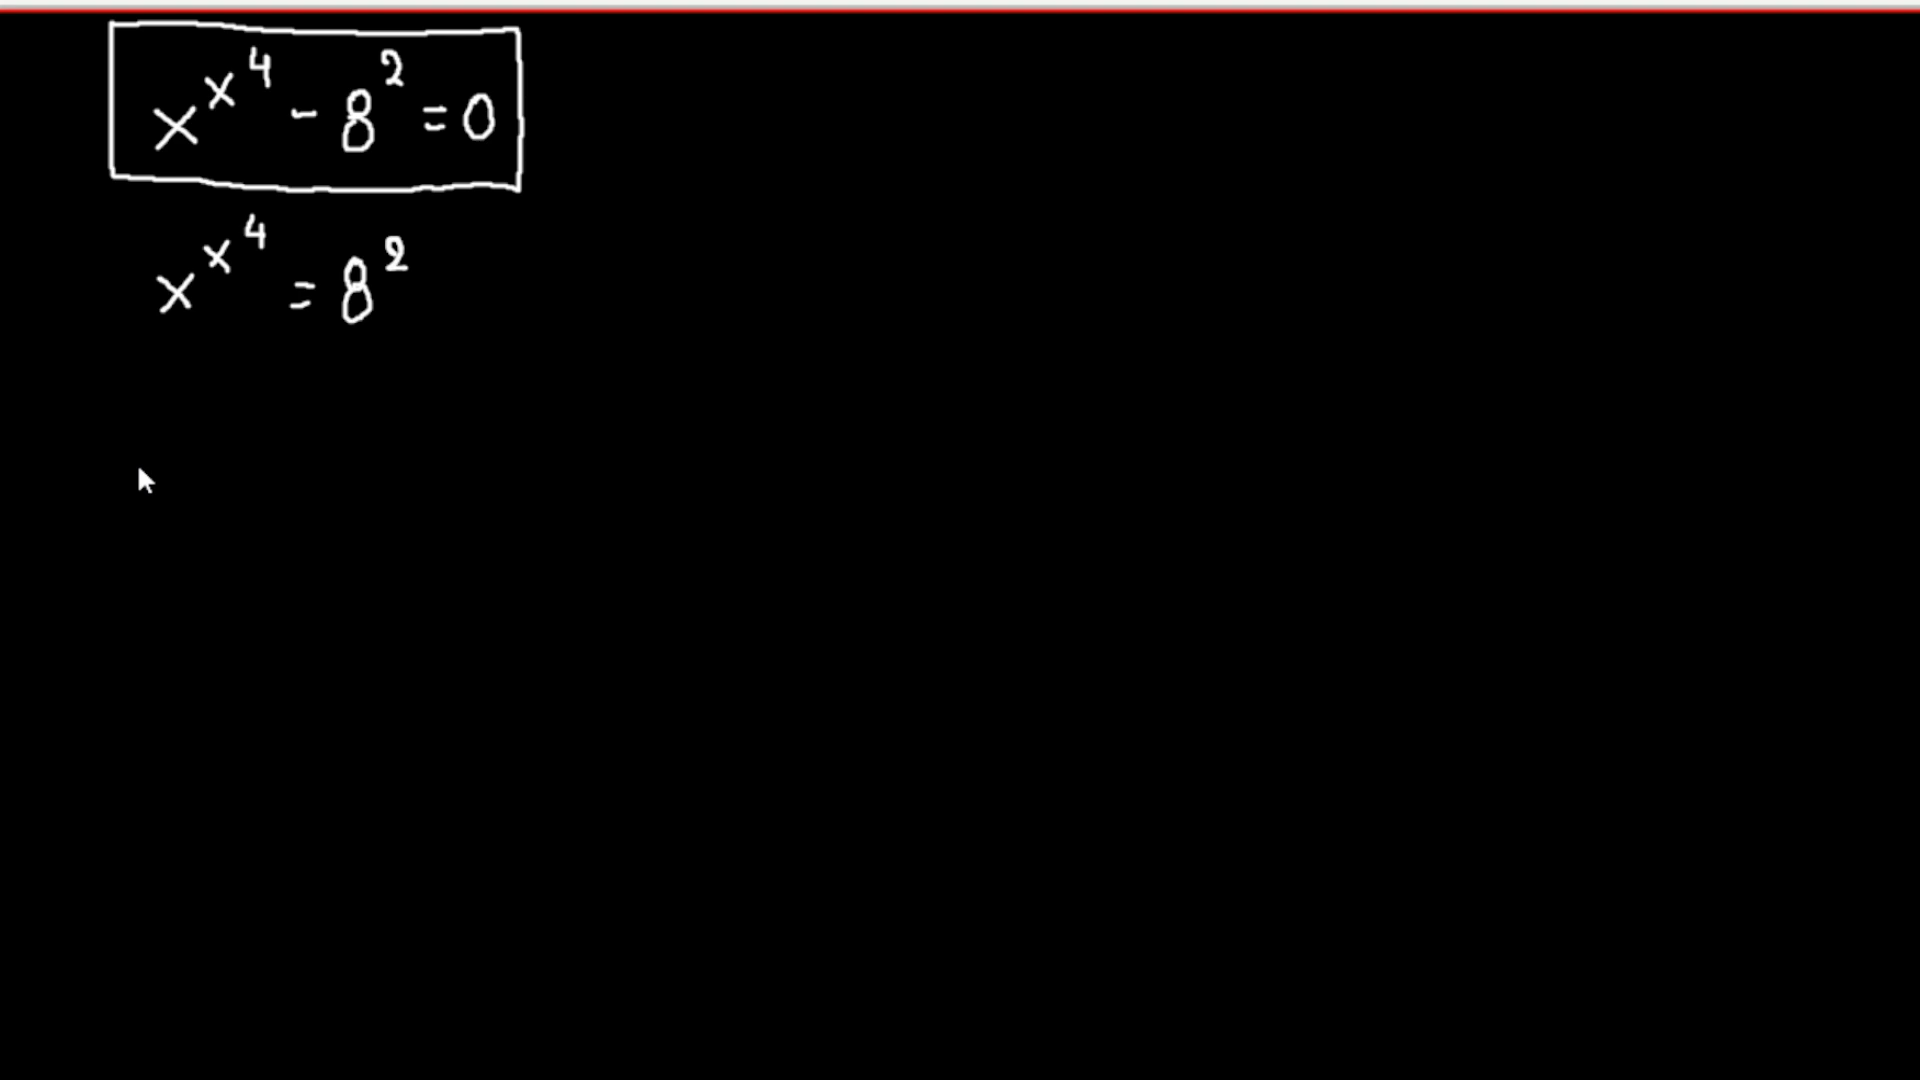 x^{x^4} - 8^2 = 0
x^{x^4} = 8^2